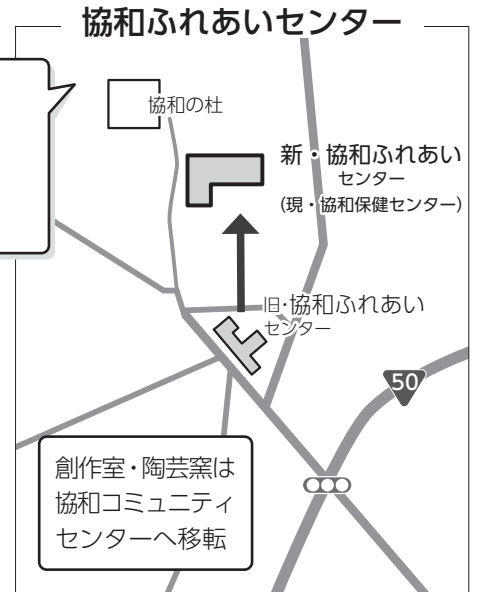 協和ふれあいセンター
協和の杜
新・協和ふれあい
センター
(現・協和保健センター)
旧・協和ふれあい
センター
50
創作室・陶芸窯は
協和コミュニティ
センターへ移転